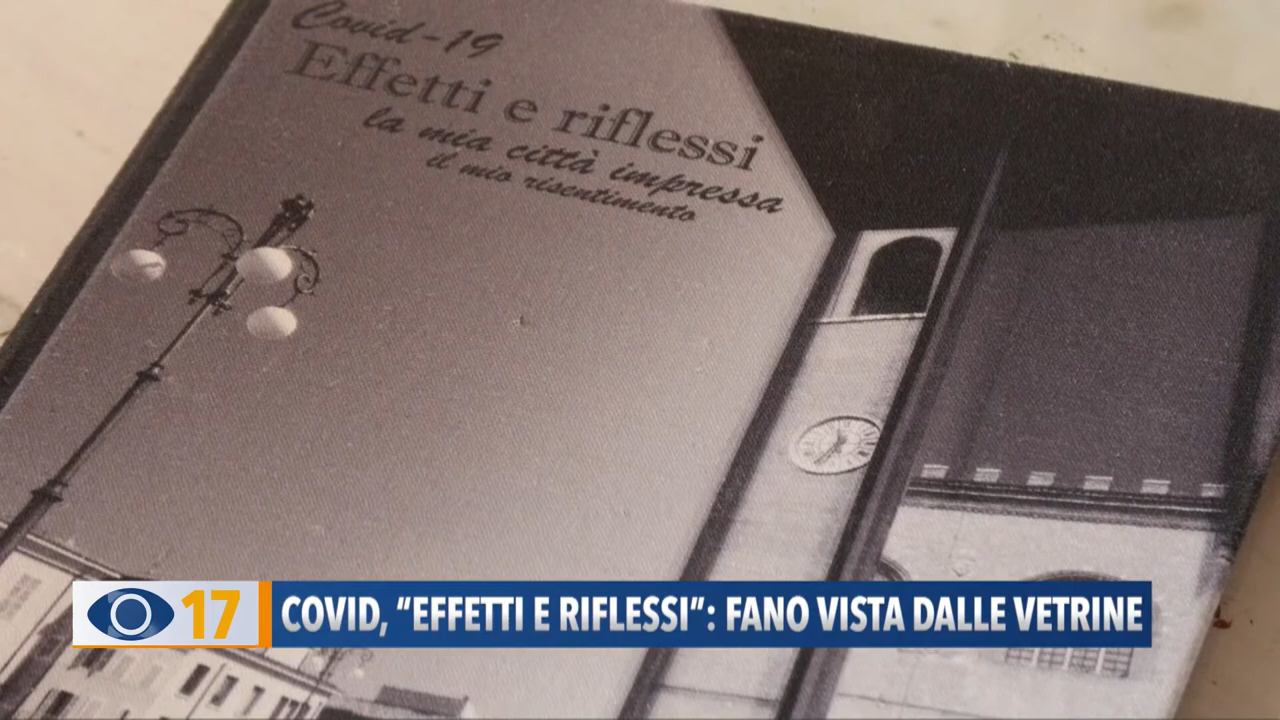 Covid-19
Effetti e riflessi
la mia città impressa
il mio risentimento
17
COVID, “EFFETTI E RIFLESSI”: FANO VISTA DALLE VETRINE